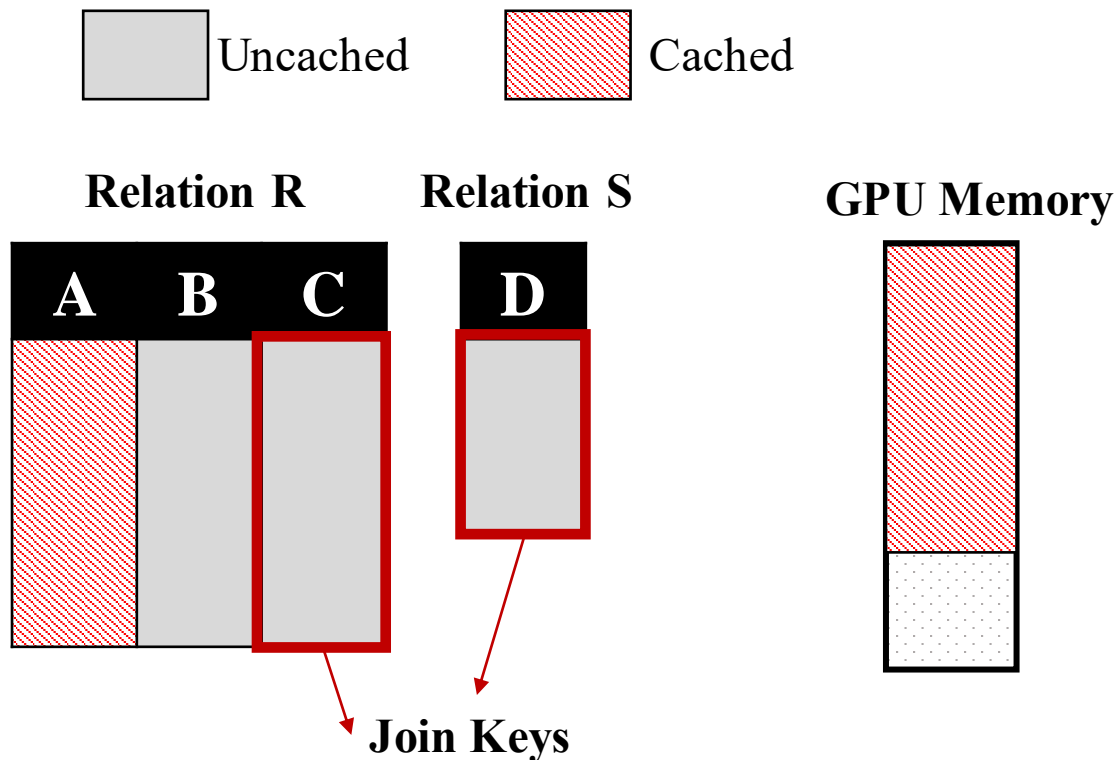 Uncached
Cached
Relation R
Relation S
GPU Memory
A B C
D
Join Keys